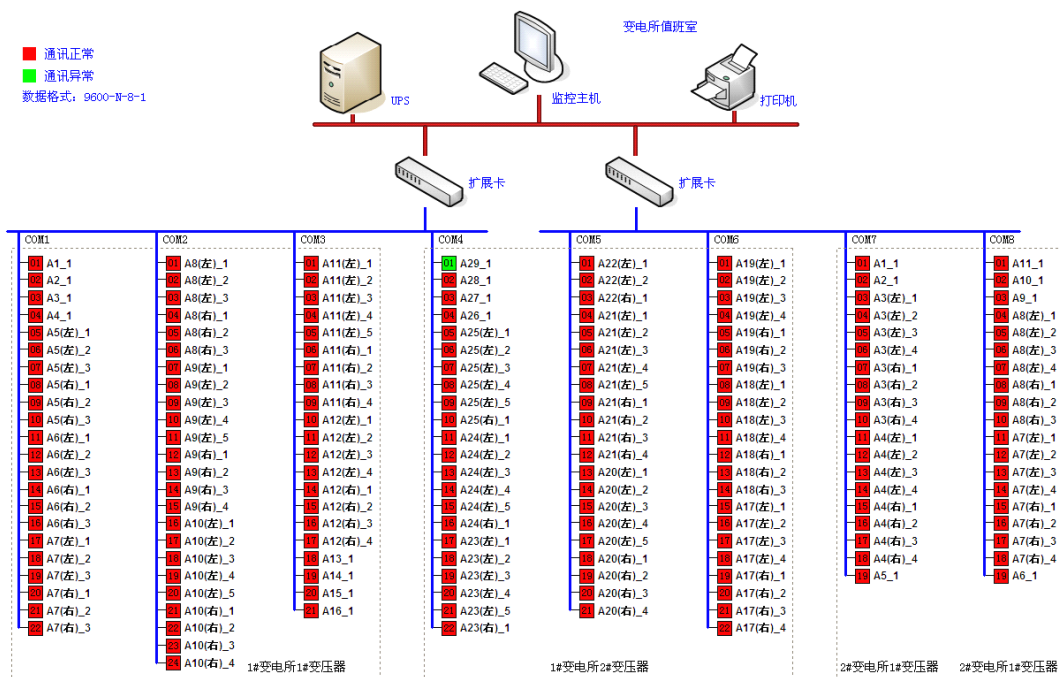 变电所值班室
通讯正常
通讯异常
数据格式: 9600-N-8-1
UPS
监控主机
打印机
扩展卡
扩展卡
COM1
01 A1_1
02 A2_1
03 A3_1
04 A4_1
05 A5(左)_1
06 A5(左)_2
07 A5(左)_3
08 A5(右)_1
09 A5(右)_2
10 A5(右)_3
11 A6(左)_1
12 A6(左)_2
13 A6(左)_3
14 A6(右)_1
15 A6(右)_2
16 A6(右)_3
17 A7(左)_1
18 A7(左)_2
19 A7(左)_3
20 A7(右)_1
21 A7(右)_2
22 A7(右)_3
COM2
01 A8(左)_1
02 A8(左)_2
03 A8(左)_3
04 A8(右)_1
05 A8(右)_2
06 A8(右)_3
07 A9(左)_1
08 A9(左)_2
09 A9(左)_3
10 A9(左)_4
11 A9(左)_5
12 A9(右)_1
13 A9(右)_2
14 A9(右)_3
15 A9(右)_4
16 A10(左)_1
17 A10(左)_2
18 A10(左)_3
19 A10(左)_4
20 A10(左)_5
21 A10(右)_1
22 A10(右)_2
23 A10(右)_3
24 A10(右)_4
COM3
01 A11(左)_1
02 A11(左)_2
03 A11(左)_3
04 A11(左)_4
05 A11(左)_5
06 A11(右)_1
07 A11(右)_2
08 A11(右)_3
09 A11(右)_4
10 A12(左)_1
11 A12(左)_2
12 A12(左)_3
13 A12(左)_4
14 A12(右)_1
15 A12(右)_2
16 A12(右)_3
17 A12(右)_4
18 A13_1
19 A14_1
20 A15_1
21 A16_1
1#变电所1#变压器
COM4
01 A29_1
02 A28_1
03 A27_1
04 A26_1
05 A25(左)_1
06 A25(左)_2
07 A25(左)_3
08 A25(左)_4
09 A25(左)_5
10 A25(右)_1
11 A24(左)_1
12 A24(左)_2
13 A24(左)_3
14 A24(左)_4
15 A24(左)_5
16 A24(右)_1
17 A23(左)_1
18 A23(左)_2
19 A23(左)_3
20 A23(左)_4
21 A23(左)_5
22 A23(右)_1
COM5
01 A22(左)_1
02 A22(左)_2
03 A22(右)_1
04 A21(左)_1
05 A21(左)_2
06 A21(左)_3
07 A21(左)_4
08 A21(左)_5
09 A21(右)_1
10 A21(右)_2
11 A21(右)_3
12 A21(右)_4
13 A20(左)_1
14 A20(左)_2
15 A20(左)_3
16 A20(左)_4
17 A20(左)_5
18 A20(右)_1
19 A20(右)_2
20 A20(右)_3
21 A20(右)_4
COM6
01 A19(左)_1
02 A19(左)_2
03 A19(左)_3
04 A19(左)_4
05 A19(右)_1
06 A19(右)_2
07 A19(右)_3
08 A18(左)_1
09 A18(左)_2
10 A18(左)_3
11 A18(左)_4
12 A18(右)_1
13 A18(右)_2
14 A18(右)_3
15 A17(左)_1
16 A17(左)_2
17 A17(左)_3
18 A17(左)_4
19 A17(右)_1
20 A17(右)_2
21 A17(右)_3
22 A17(右)_4
1#变电所2#变压器
COM7
01 A1_1
02 A2_1
03 A3(左)_1
04 A3(左)_2
05 A3(左)_3
06 A3(左)_4
07 A3(右)_1
08 A3(右)_2
09 A3(右)_3
10 A3(右)_4
11 A4(左)_1
12 A4(左)_2
13 A4(左)_3
14 A4(左)_4
15 A4(右)_1
16 A4(右)_2
17 A4(右)_3
18 A4(右)_4
19 A5_1
2#变电所1#变压器
COM8
01 A11_1
02 A10_1
03 A9_1
04 A8(左)_1
05 A8(左)_2
06 A8(左)_3
07 A8(左)_4
08 A8(右)_1
09 A8(右)_2
10 A8(右)_3
11 A7(左)_1
12 A7(左)_2
13 A7(左)_3
14 A7(左)_4
15 A7(右)_1
16 A7(右)_2
17 A7(右)_3
18 A7(右)_4
19 A6_1
2#变电所1#变压器